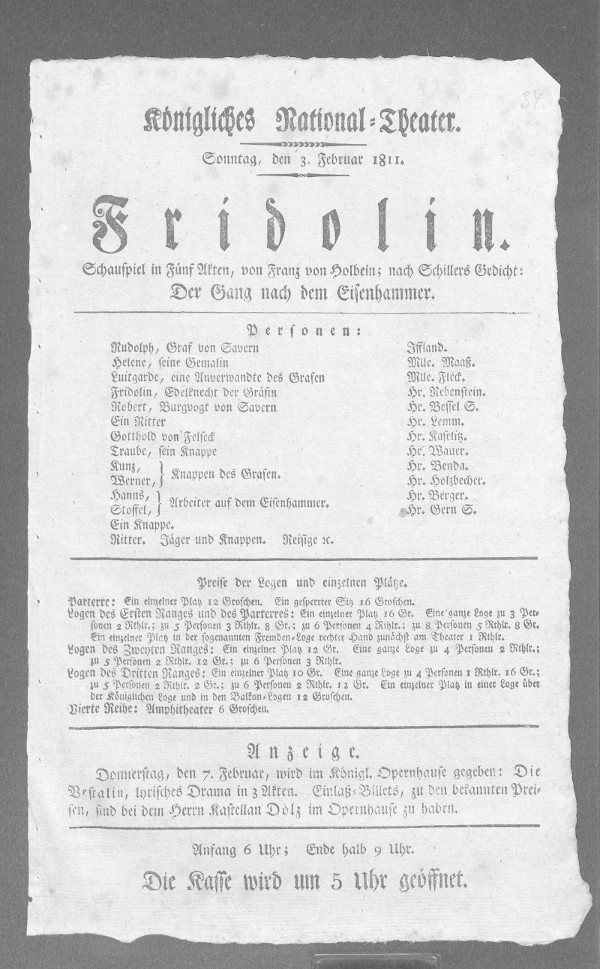 34
Königliches National-Theater.
Sonntag, den 3. Februar 1811.
Fridolin.
Schauspiel in Fünf Akten, von Franz von Holbein; nach Schillers Gedicht:
Der Gang nach dem Eisenhammer.
Personen:
Rudolph, Graf von Savern Iffland.
Helene, seine Gemalin Mlle. Maaß.
Luitgarde, eine Anverwandte des Grafen Mlle. Fleck.
Fridolin, Edelknecht der Gräfin Hr. Rebenstein.
Robert, Burgvogt von Savern Hr. Bessel S.
Ein Ritter Hr. Lemm.
Gotthold von Felseck Hr. Kaselitz.
Traube, sein Knappe Hr. Wauer.
Kunz, Hr. Benda.
Knappen des Grafen.
Werner, Hr. Holzbecher.
Hanns, Hr. Berger.
Arbeiter auf dem Eisenhammer.
Stoffel, Hr. Gern S.
Ein Knappe.
Ritter. Jäger und Knappen. Reisige ꝛc.
Preise der Logen und einzelnen Plätze.
Parterre: Ein einzelner Platz 12 Groschen. Ein gesperrter Sitz 16 Groschen.
Logen des Ersten Ranges und des Parterres: Ein einzelner Platz 16 Gr. Eine ganze Loge zu 3 Per-
sonen 2 Rthlr.; zu 5 Personen 3 Rthlr. 8 Gr.; zu 6 Personen 4 Rthlr.; zu 8 Personen 5 Rthlr. 8 Gr.
Ein einzelner Platz in der sogenannten Fremden-Loge rechter Hand zunächst am Theater 1 Rthlr.
Logen des Zweyten Ranges: Ein einzelner Platz 12 Gr. Eine ganze Loge zu 4 Personen 2 Rthlr.;
zu 5 Personen 2 Rthlr. 12 Gr.; zu 6 Personen 3 Rthlr.
Logen des Dritten Ranges: Ein einzelner Platz 10 Gr. Eine ganze Loge zu 4 Personen 1 Rthlr. 16 Gr.;
zu 5 Personen 2 Rthlr. 2 Gr.; zu 6 Personen 2 Rthlr. 12 Gr. Ein einzelner Platz in einer Loge über
der Königlichen Loge und in den Balkon-Logen 12 Groschen.
Vierte Reihe: Amphitheater 6 Groschen.
Anzeige.
Donnerstag, den 7. Februar, wird im Königl. Opernhause gegeben: Die
Vestalin, lyrisches Drama in 3 Akten. Einlaß-Billets, zu den bekannten Prei-
sen, sind bei dem Herrn Kastellan Dölz im Opernhause zu haben.
Anfang 6 Uhr; Ende halb 9 Uhr.
Die Kasse wird um 5 Uhr geöffnet.